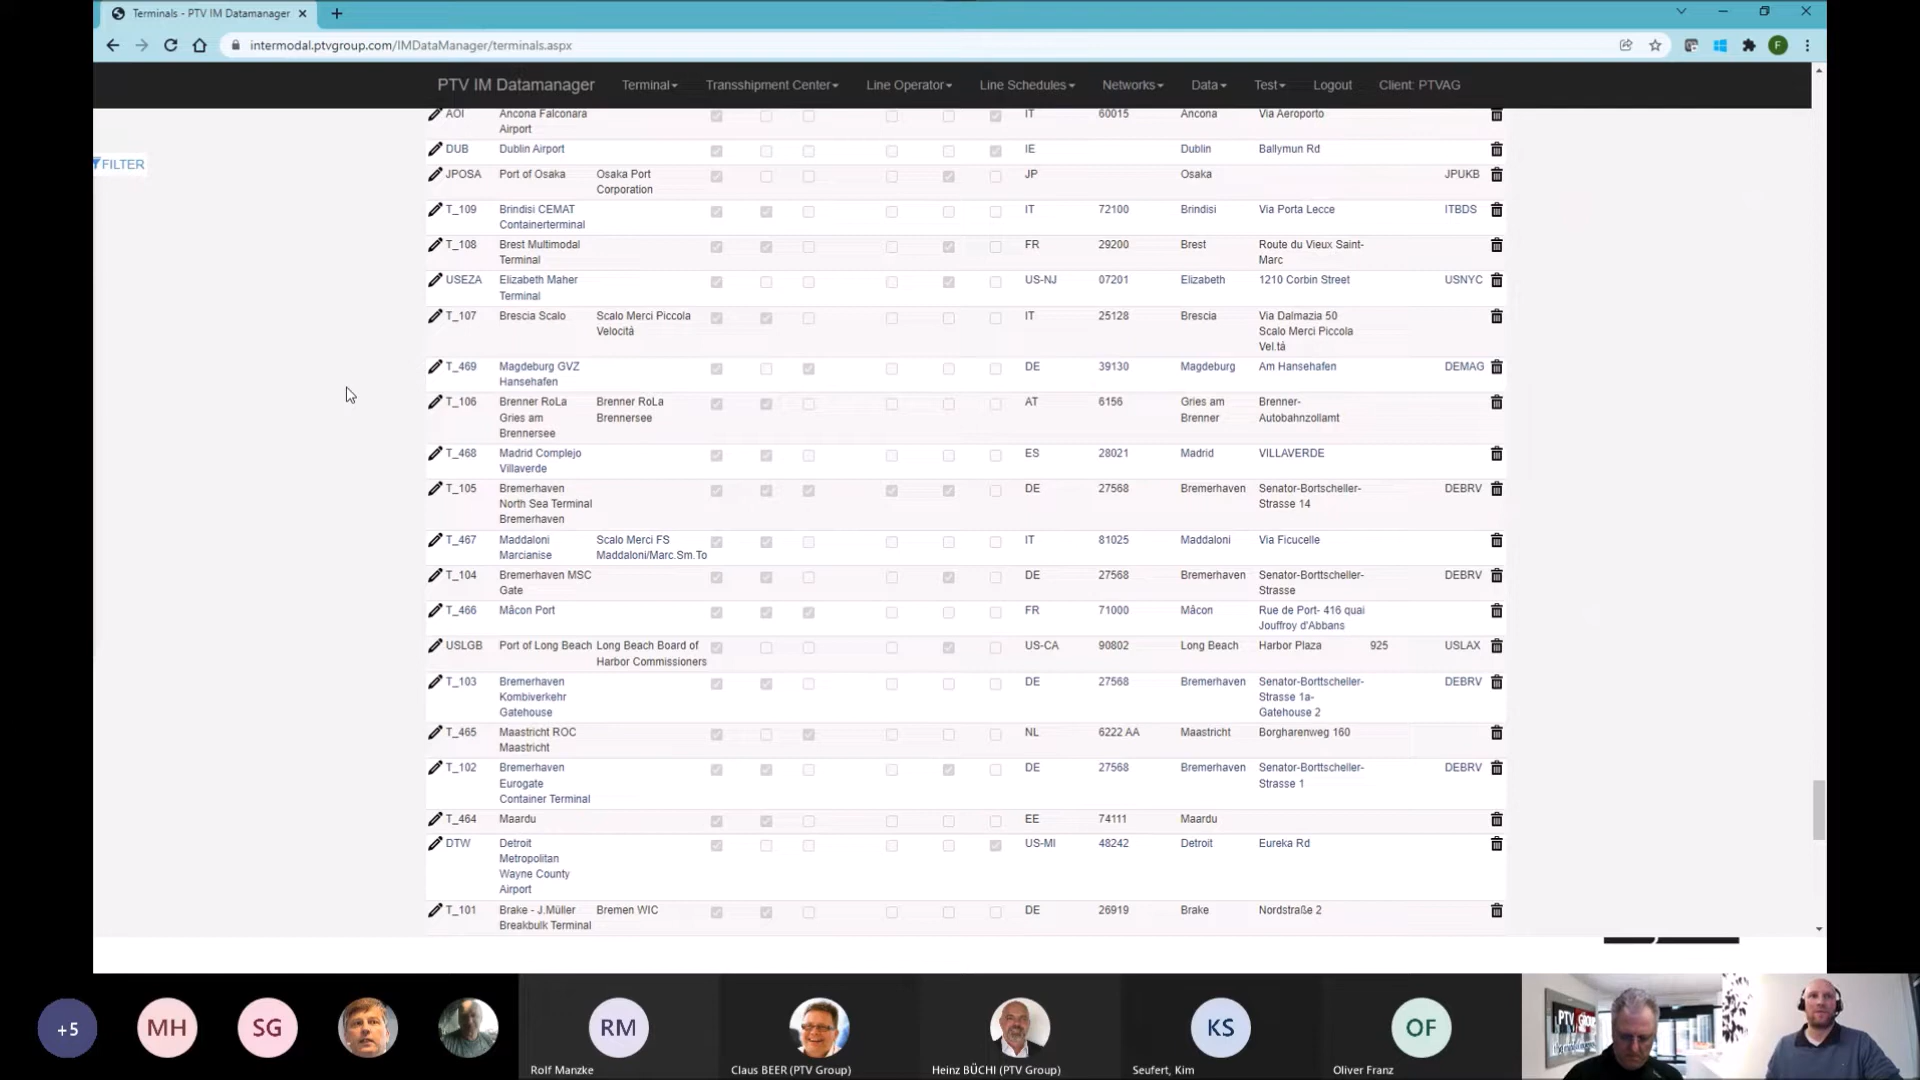 Terminals - PTV IM Datamanager
intermodal.ptvgroup.com/IMDataManager/terminals.aspx
F
PTV IM Datamanager Terminal Transshipment Center Line Operator Line Schedules Networks Data Test Logout Client: PTVAG
FILTER
AOI Ancona Falconara IT 60015 Ancona Via Aeroporto
Airport
DUB Dublin Airport IE Dublin Ballymun Rd
JPOSA Port of Osaka Osaka Port JP Osaka JPUKB
Corporation
T_109 Brindisi CEMAT IT 72100 Brindisi Via Porta Lecce ITBDS
Containerterminal
T_108 Brest Multimodal FR 29200 Brest Route du Vieux Saint-
Terminal Marc
USEZA Elizabeth Maher US-NJ 07201 Elizabeth 1210 Corbin Street USNYC
Terminal
T_107 Brescia Scalo Scalo Merci Piccola IT 25128 Brescia Via Dalmazia 50
Velocità Scalo Merci Piccola
Vel.tá
T_469 Magdeburg GVZ DE 39130 Magdeburg Am Hansehafen DEMAG
Hansehafen
T_106 Brenner RoLa Brenner RoLa AT 6156 Gries am Brenner-
Gries am Brennersee Brenner Autobahnzollamt
Brennersee
T_468 Madrid Complejo ES 28021 Madrid VILLAVERDE
Villaverde
T_105 Bremerhaven DE 27568 Bremerhaven Senator-Bortscheller- DEBRV
North Sea Terminal Strasse 14
Bremerhaven
T_467 Maddaloni Scalo Merci FS IT 81025 Maddaloni Via Ficucelle
Marcianise Maddaloni/Marc.Sm.To
T_104 Bremerhaven MSC DE 27568 Bremerhaven Senator-Borttscheller- DEBRV
Gate Strasse
T_466 Mâcon Port FR 71000 Mâcon Rue de Port- 416 quai
Jouffroy d'Abbans
USLGB Port of Long Beach Long Beach Board of US-CA 90802 Long Beach Harbor Plaza 925 USLAX
Harbor Commissioners
T_103 Bremerhaven DE 27568 Bremerhaven Senator-Borttscheller- DEBRV
Kombiverkehr Strasse 1a-
Gatehouse Gatehouse 2
T_465 Maastricht ROC NL 6222 AA Maastricht Borgharenweg 160
Maastricht
T_102 Bremerhaven DE 27568 Bremerhaven Senator-Borttscheller- DEBRV
Eurogate Strasse 1
Container Terminal
T_464 Maardu EE 74111 Maardu
DTW Detroit US-MI 48242 Detroit Eureka Rd
Metropolitan
Wayne County
Airport
T_101 Brake - J.Müller Bremen WIC DE 26919 Brake Nordstraße 2
Breakbulk Terminal
+5 MH SG RM KS OF
Rolf Manzke Claus BEER (PTV Group) Heinz BÜCHI (PTV Group) Seufert, Kim Oliver Franz
PTV GROUP